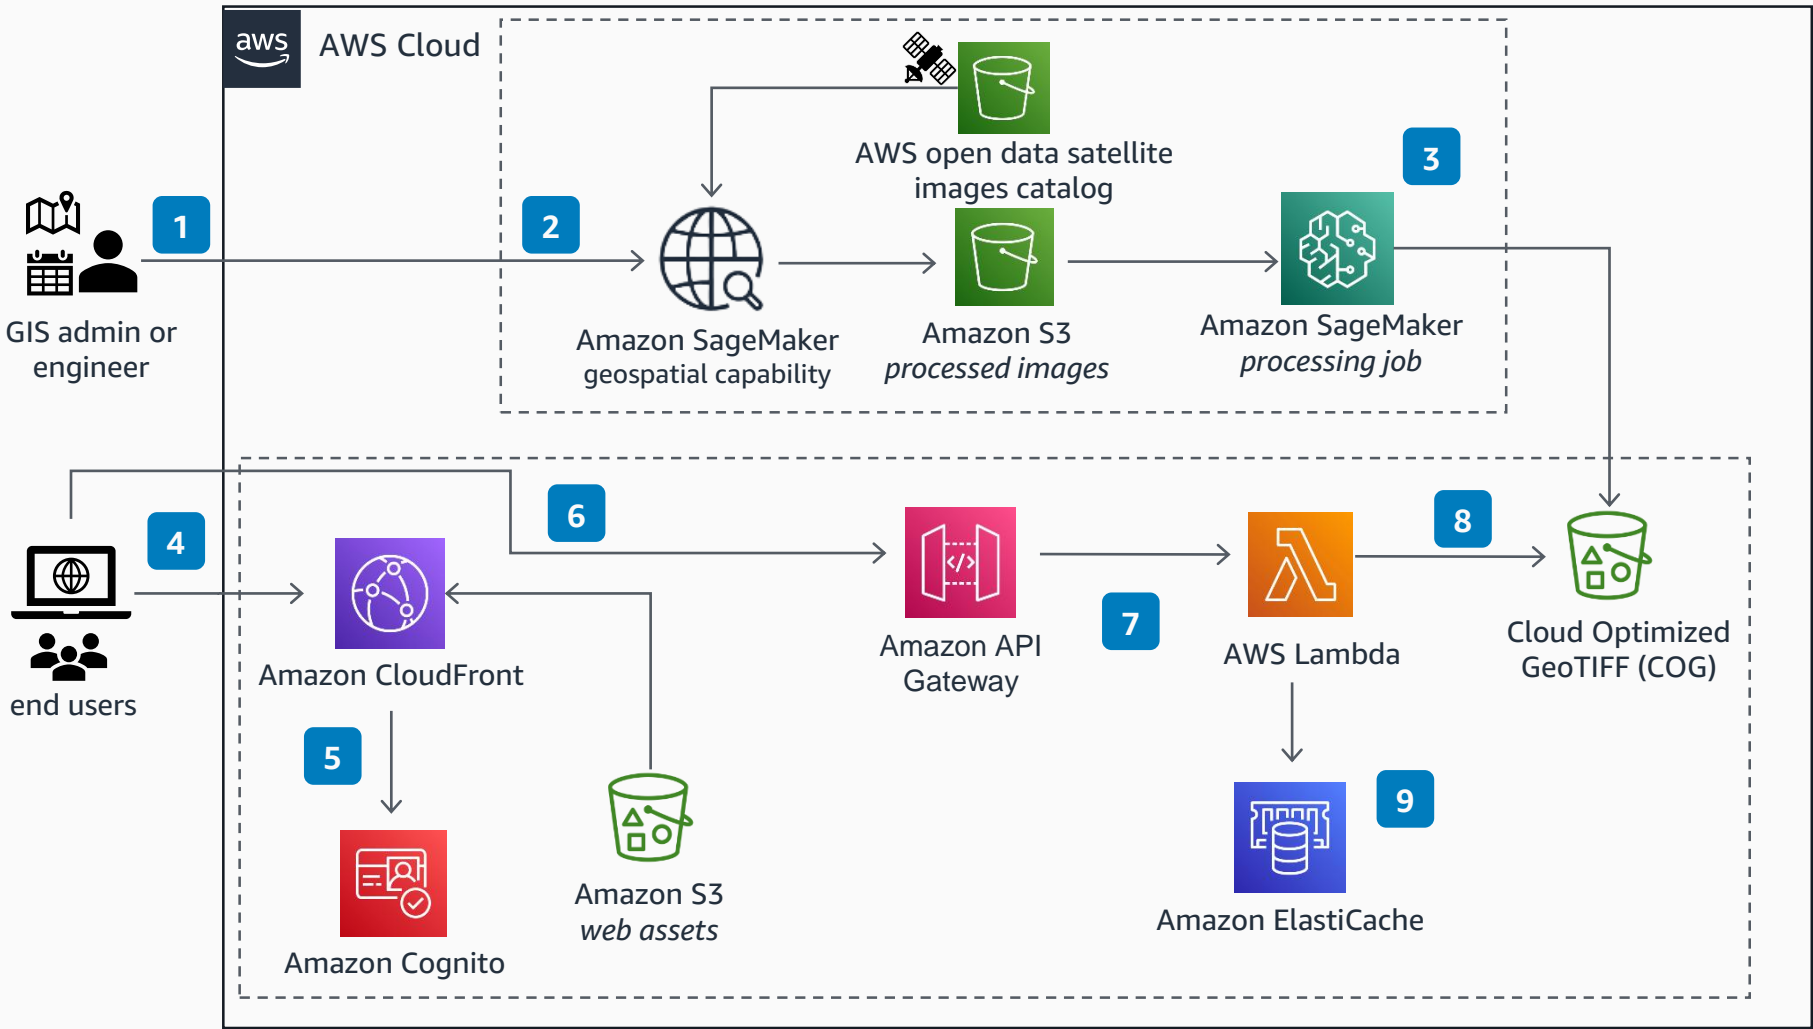 aws
AWS Cloud
AWS open data satellite
images catalog
3
1
2
GIS admin or
engineer
Amazon SageMaker
geospatial capability
Amazon S3
processed images
Amazon SageMaker
processing job
4
6
8
</>
7
end users
Amazon CloudFront
Amazon API
Gateway
AWS Lambda
Cloud Optimized
GeoTIFF (COG)
5
9
Amazon S3
web assets
Amazon ElastiCache
Amazon Cognito